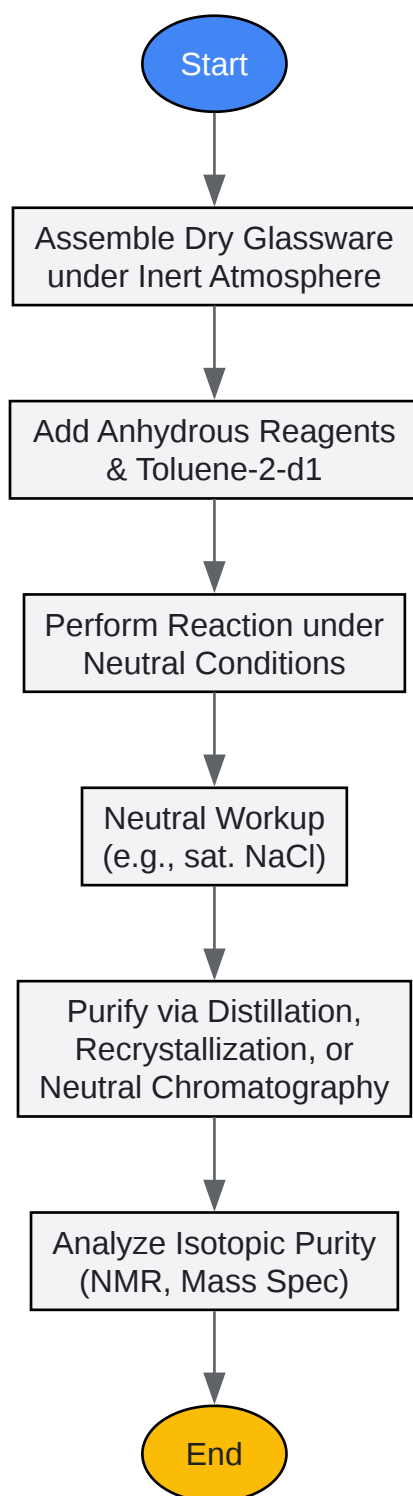 Start
Assemble Dry Glassware
under Inert Atmosphere
Add Anhydrous Reagents
& Toluene-2-d1
Perform Reaction under
Neutral Conditions
Neutral Workup
(e.g., sat. NaCl)
Purify via Distillation,
Recrystallization, or
Neutral Chromatography
Analyze Isotopic Purity
(NMR, Mass Spec)
End